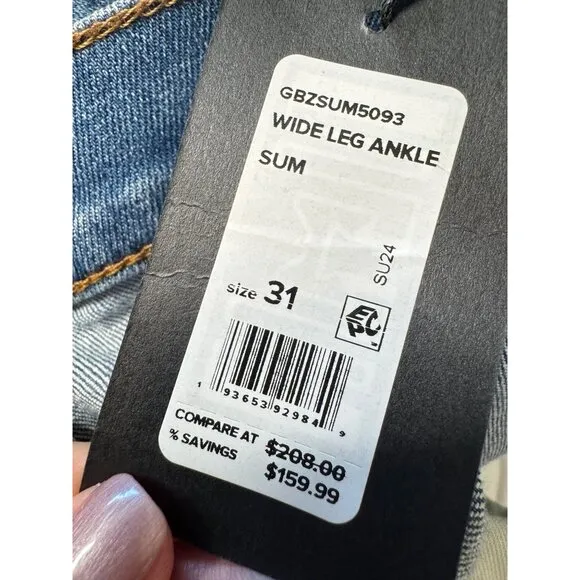 GBZSUM5093
WIDE LEG ANKLE
SUM
SU24
size 31
EPC
1 93653 92984 9
COMPARE AT $208.00
% SAVINGS $159.99